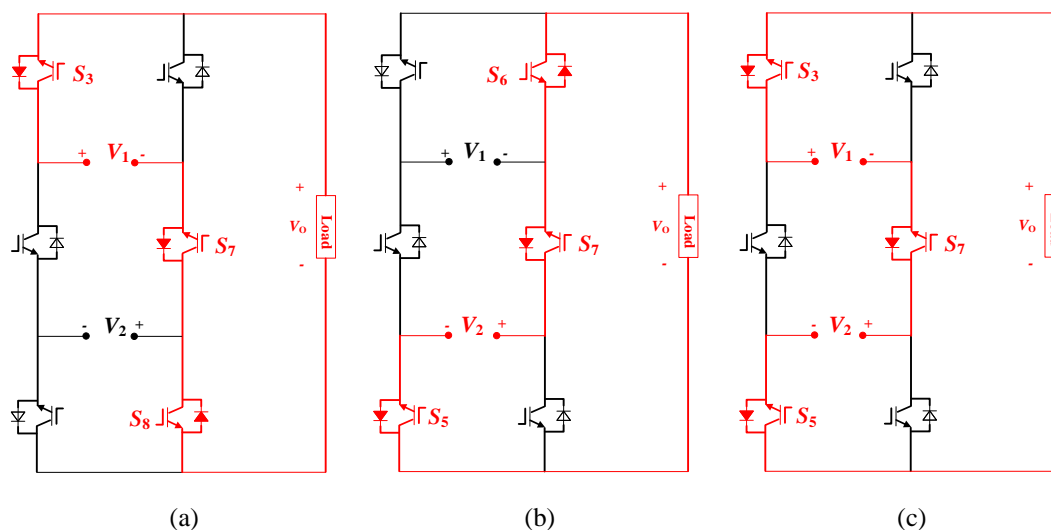 S3
V1
+
-
+
Load
VO
-
S7
V2
-
+
S8
(a)
S6
V1
+
-
+
Load
VO
-
S7
V2
-
+
S5
(b)
S3
V1
+
-
+
VO
-
S7
V2
-
+
S5
(c)